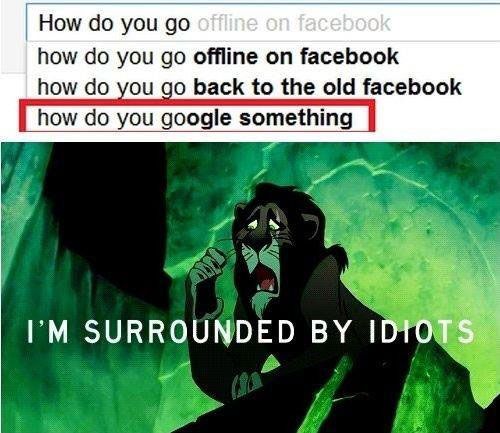 How do you go offline on facebook
how do you go offline on facebook
how do you go back to the old facebook
how do you google something
I'M SURROUNDED BY IDIOTS